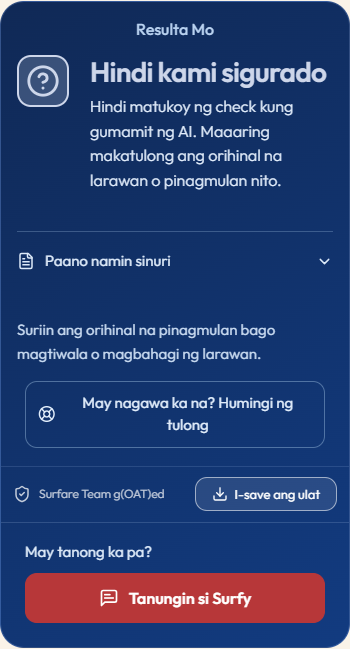 Resulta Mo
Hindi kami sigurado
Hindi matukoy ng check kung
gumamit ng AI. Maaaring
makatulong ang orihinal na
larawan o pinagmulan nito.
Paano namin sinuri
Suriin ang orihinal na pinagmulan bago
magtiwala o magbahagi ng larawan.
May nagawa ka na? Humingi ng
tulong
Surfare Team g(OAT)ed
I-save ang ulat
May tanong ka pa?
Tanungin si Surfy